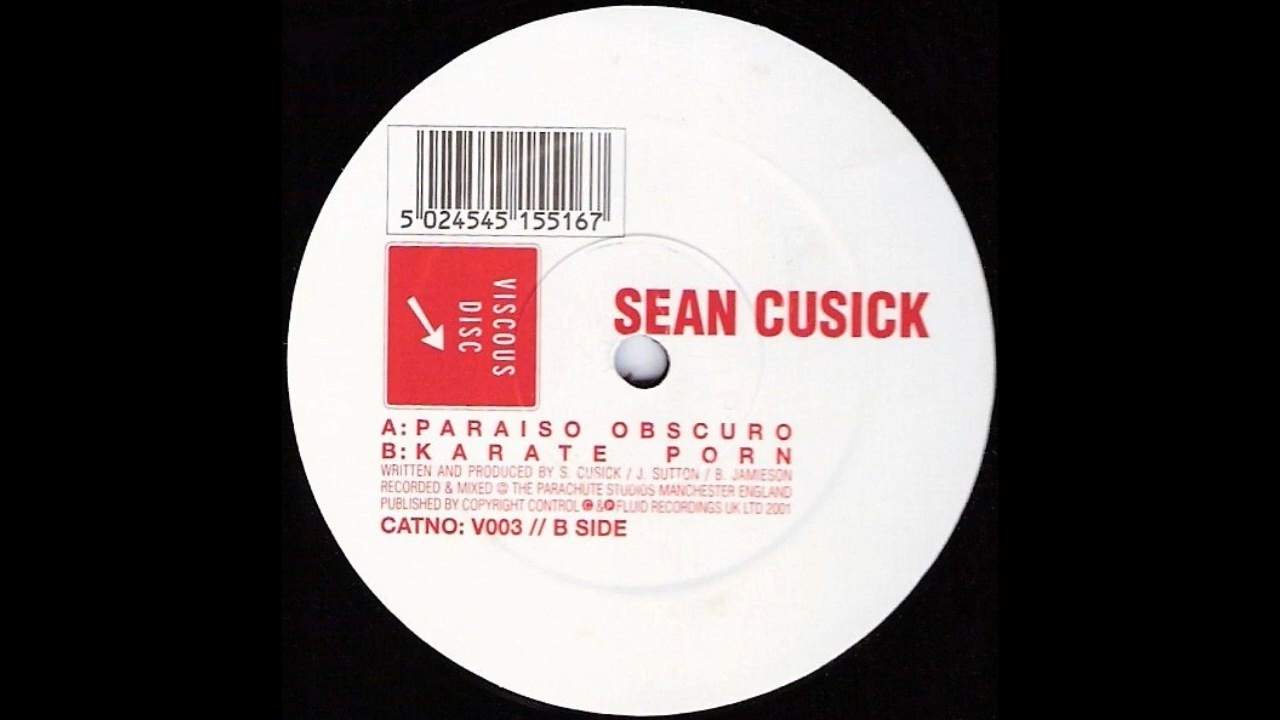 5 024545 155167
VISCOUS
DISC
SEAN CUSICK
A: PARAISO OBSCURO
B: KARATE PORN
WRITTEN AND PRODUCED BY S. CUSICK / J. SUTTON / B. JAMIESON
RECORDED & MIXED @ THE PARACHUTE STUDIOS MANCHESTER ENGLAND
PUBLISHED BY COPYRIGHT CONTROL © & ℗ FLUID RECORDINGS UK LTD 2001
CATNO: V003 // B SIDE